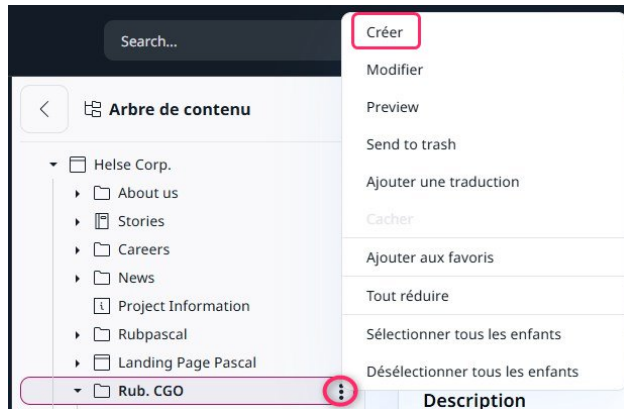 Search...
Arbre de contenu
Helse Corp.
About us
Stories
Careers
News
Project Information
Rubpascal
Landing Page Pascal
Rub. CGO
Créer
Modifier
Preview
Send to trash
Ajouter une traduction
Cacher
Ajouter aux favoris
Tout réduire
Sélectionner tous les enfants
Désélectionner tous les enfants
Description